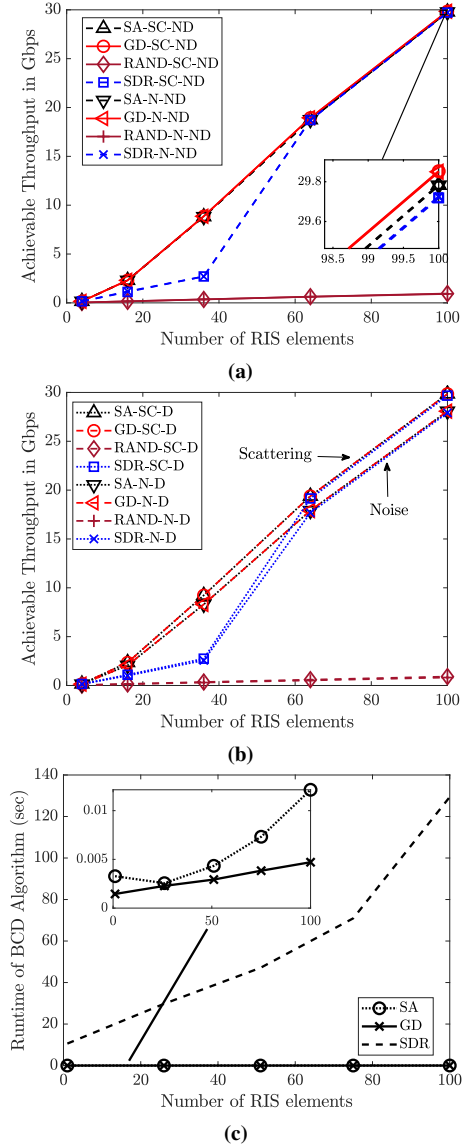 30
25
20
15
10
5
0
Achievable Throughput in Gbps
SA-SC-ND
GD-SC-ND
RAND-SC-ND
SDR-SC-ND
SA-N-ND
GD-N-ND
RAND-N-ND
SDR-N-ND
29.8
29.6
98.5 99 99.5 100
0 20 40 60 80 100
Number of RIS elements
(a)
30
25
20
15
10
5
0
Achievable Throughput in Gbps
SA-SC-D
GD-SC-D
RAND-SC-D
SDR-SC-D
SA-N-D
GD-N-D
RAND-N-D
SDR-N-D
Scattering
Noise
0 20 40 60 80 100
Number of RIS elements
(b)
140
120
100
80
60
40
20
0
Runtime of BCD Algorithm (sec)
0.01
0.005
0
0 50 100
SA
GD
SDR
0 20 40 60 80 100
Number of RIS elements
(c)